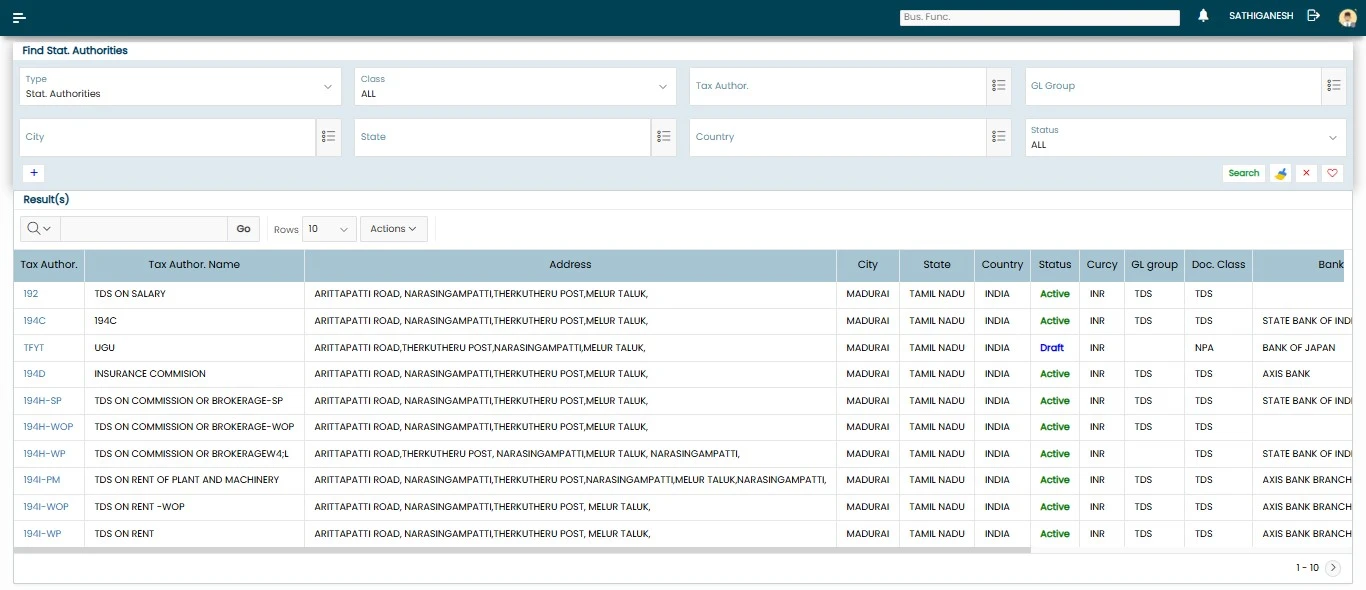 Bus. Func. SATHIGANESH
Find Stat. Authorities
Type Class
Stat. Authorities ALL Tax Author. GL Group
City State Country Status
ALL
+ Search
Result(s)
Go Rows 10 Actions
Tax Author. Tax Author. Name Address City State Country Status Curcy GL group Doc. Class Bank
192 TDS ON SALARY ARITTAPATTI ROAD, NARASINGAMPATTI,THERKUTHERU POST,MELUR TALUK, MADURAI TAMIL NADU INDIA Active INR TDS TDS
194C 194C ARITTAPATTI ROAD, NARASINGAMPATTI,THERKUTHERU POST,MELUR TALUK, MADURAI TAMIL NADU INDIA Active INR TDS TDS STATE BANK OF INDI
TFYT UGU ARITTAPATTI ROAD,THERKUTHERU POST,NARASINGAMPATTI,MELUR TALUK, MADURAI TAMIL NADU INDIA Draft INR NPA BANK OF JAPAN
194D INSURANCE COMMISION ARITTAPATTI ROAD, NARASINGAMPATTI,THERKUTHERU POST,MELUR TALUK, MADURAI TAMIL NADU INDIA Active INR TDS TDS AXIS BANK
194H-SP TDS ON COMMISSION OR BROKERAGE-SP ARITTAPATTI ROAD, NARASINGAMPATTI,THERKUTHERU POST,MELUR TALUK, MADURAI TAMIL NADU INDIA Active INR TDS TDS STATE BANK OF INDI
194H-WOP TDS ON COMMISSION OR BROKERAGE-WOP ARITTAPATTI ROAD, NARASINGAMPATTI,THERKUTHERU POST,MELUR TALUK, MADURAI TAMIL NADU INDIA Active INR TDS TDS
194H-WP TDS ON COMMISSION OR BROKERAGEW4;L ARITTAPATTI ROAD,THERKUTHERU POST, NARASINGAMPATTI,MELUR TALUK, NARASINGAMPATTI, MADURAI TAMIL NADU INDIA Active INR TDS STATE BANK OF INDI
194I-PM TDS ON RENT OF PLANT AND MACHINERY ARITTAPATTI ROAD, NARASINGAMPATTI,THERKUTHERU POST,NARASINGAMPATTI,MELUR TALUK,NARASINGAMPATTI, MADURAI TAMIL NADU INDIA Active INR TDS TDS AXIS BANK BRANCH
194I-WOP TDS ON RENT -WOP ARITTAPATTI ROAD, NARASINGAMPATTI,THERKUTHERU POST, MELUR TALUK, MADURAI TAMIL NADU INDIA Active INR TDS TDS AXIS BANK BRANCH
194I-WP TDS ON RENT ARITTAPATTI ROAD, NARASINGAMPATTI,THERKUTHERU POST, MELUR TALUK, MADURAI TAMIL NADU INDIA Active INR TDS TDS AXIS BANK BRANCH
1 - 10